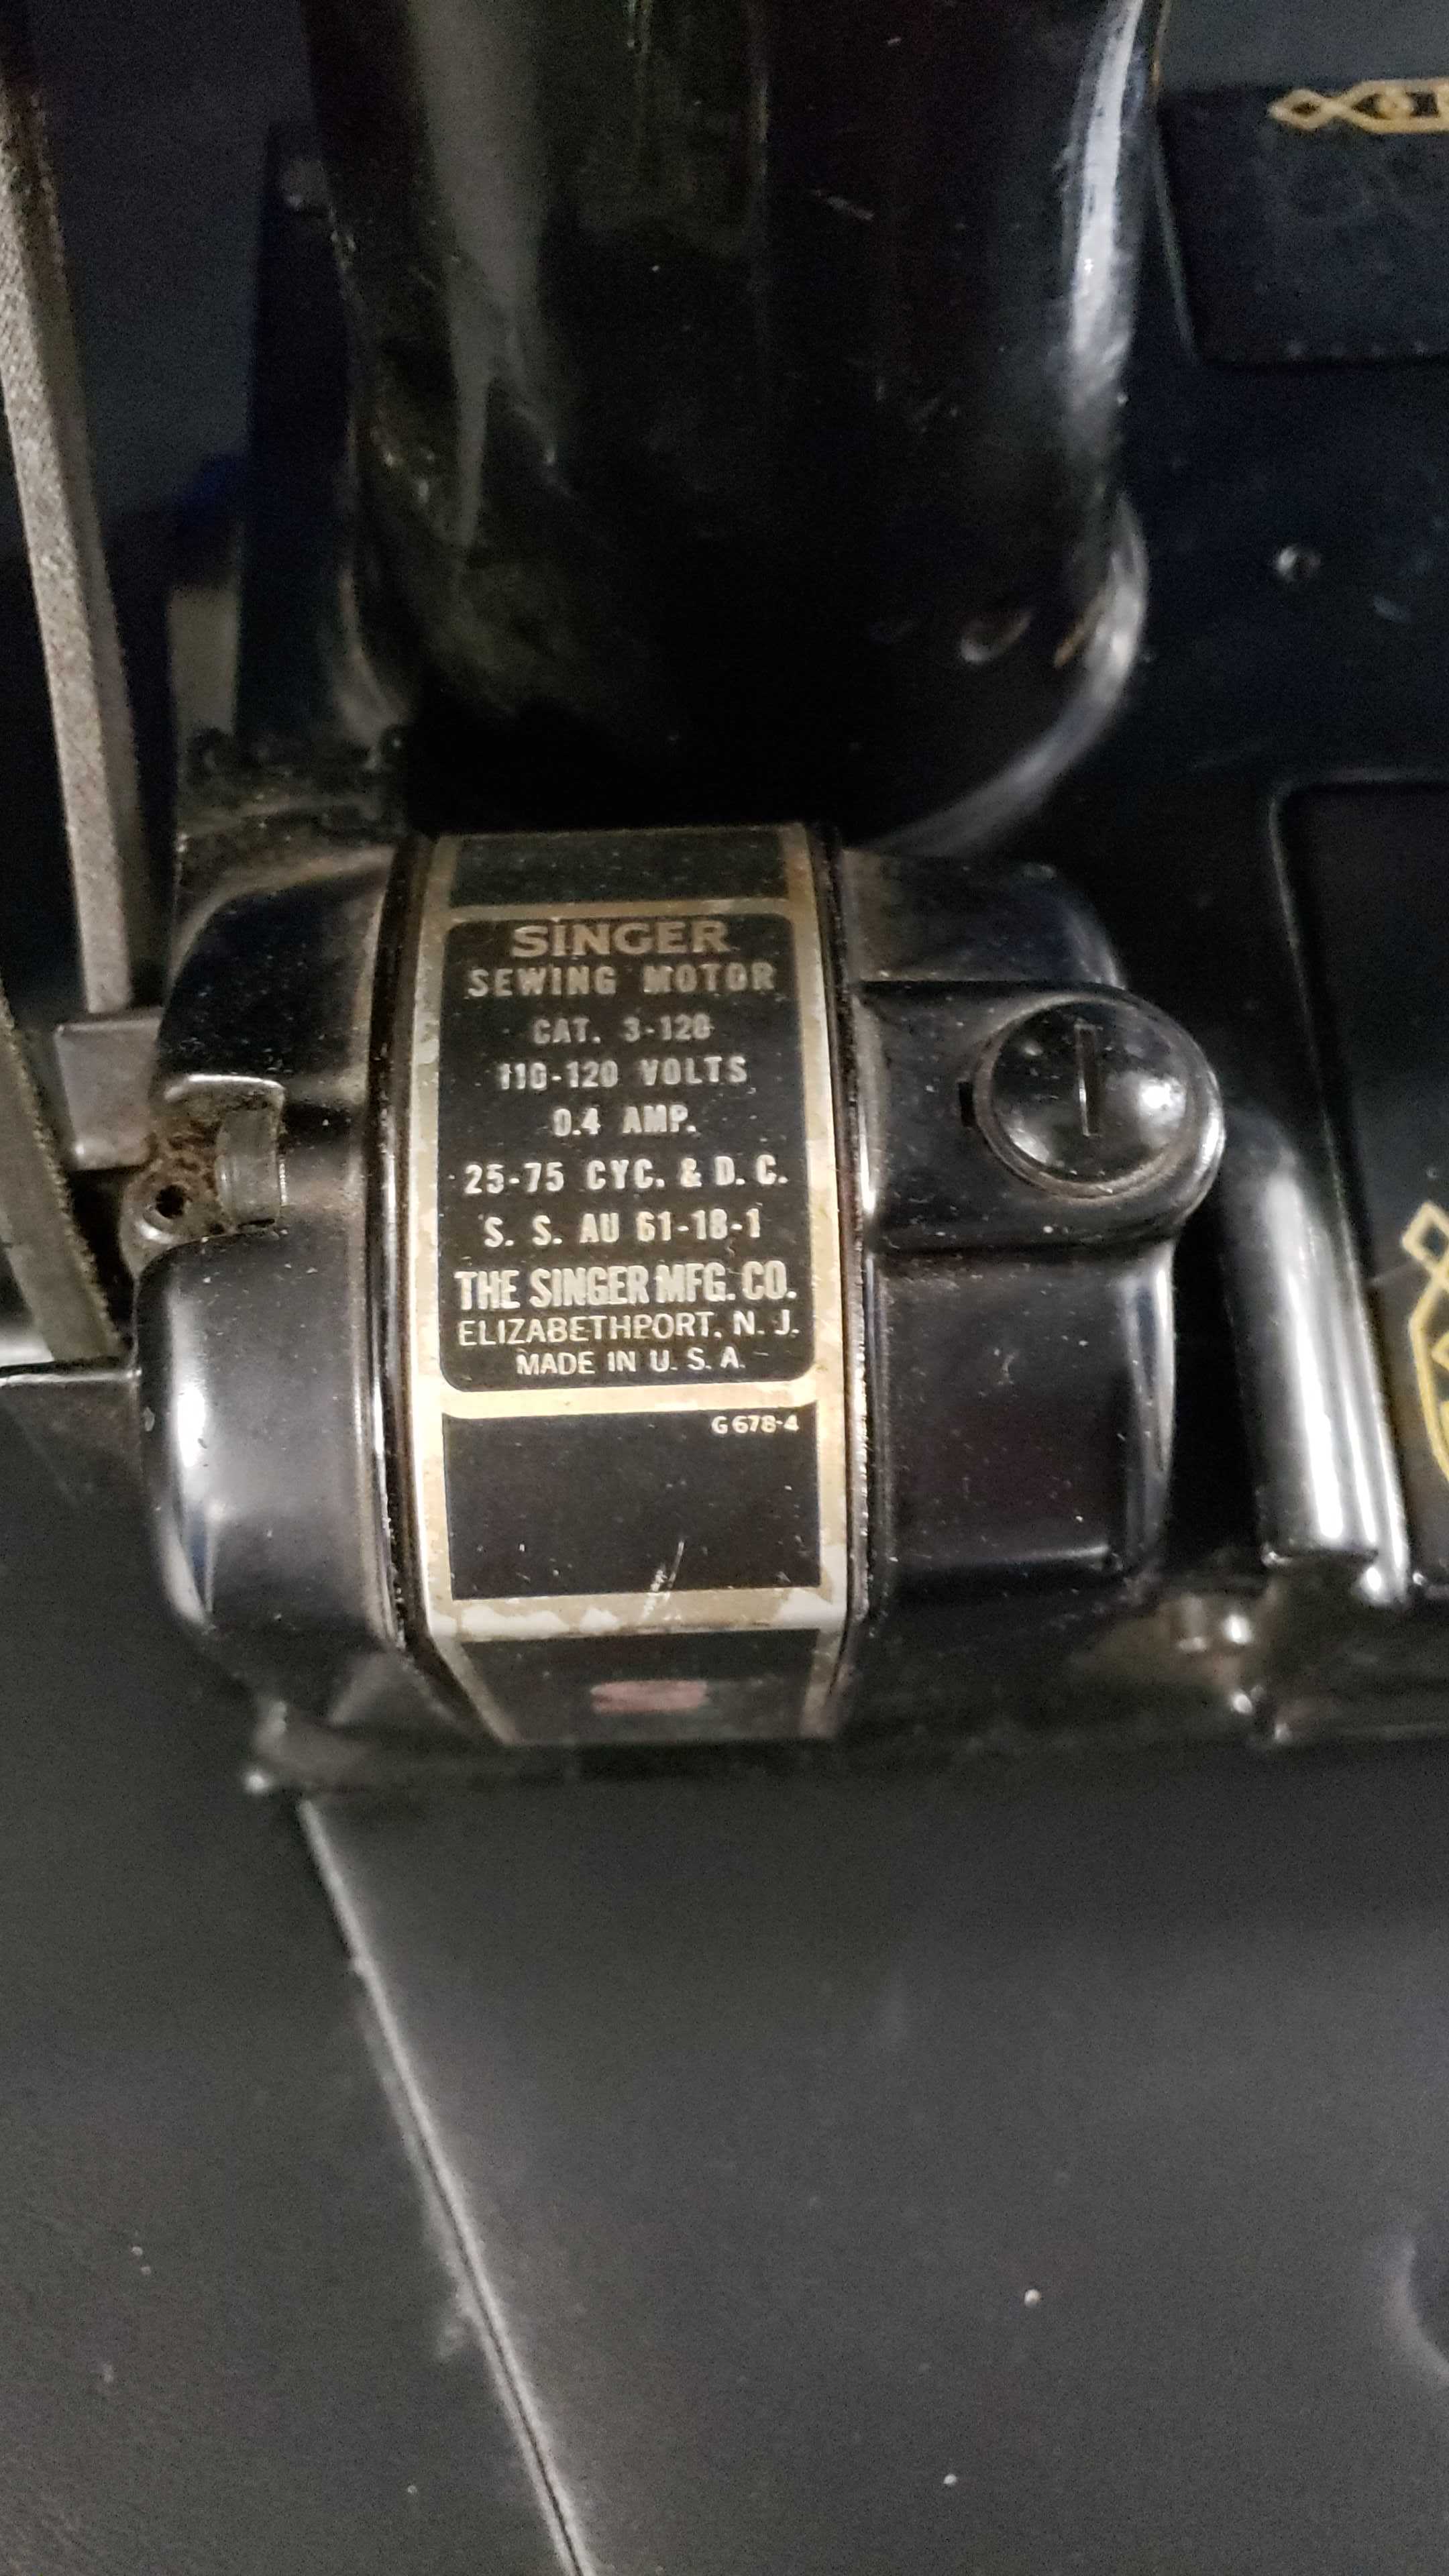 SINGER
SEWING MOTOR
CAT. 3-120
110-120 VOLTS
0.4 AMP.
25-75 CYC. & D. C.
S. S. AU 61-18-1
THE SINGER MFG. CO.
ELIZABETHPORT, N. J.
MADE IN U. S. A.
G 678-4